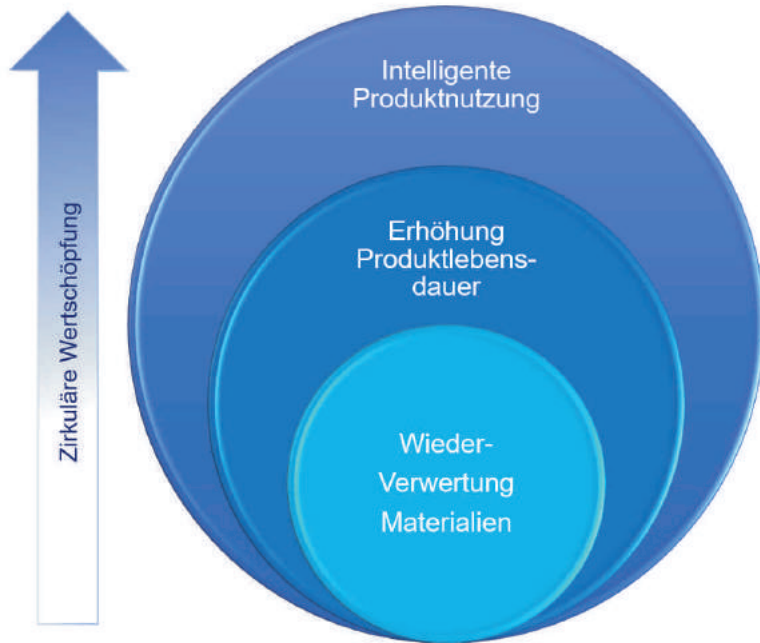 Intelligente
Produktnutzung
Erhöhung
Produktlebens-
dauer
Wieder-
Verwertung
Materialien
Zirkuläre Wertschöpfung